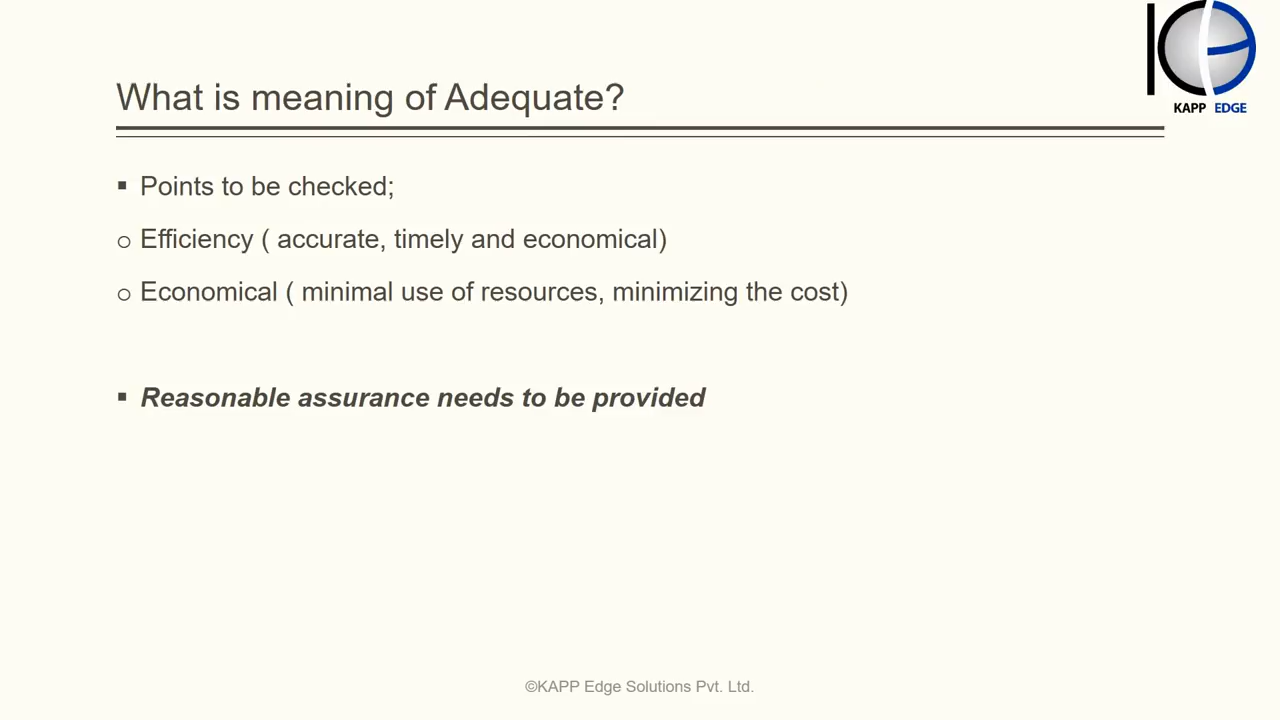 KAPP EDGE
What is meaning of Adequate?
▪ Points to be checked;
o Efficiency ( accurate, timely and economical)
o Economical ( minimal use of resources, minimizing the cost)
▪ Reasonable assurance needs to be provided
©KAPP Edge Solutions Pvt. Ltd.